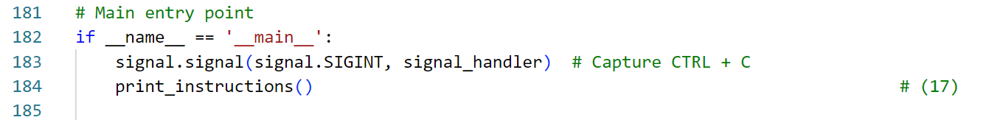 181 # Main entry point
182 if __name__ == '__main__':
183 signal.signal(signal.SIGINT, signal_handler) # Capture CTRL + C
184 print_instructions() # (17)
185